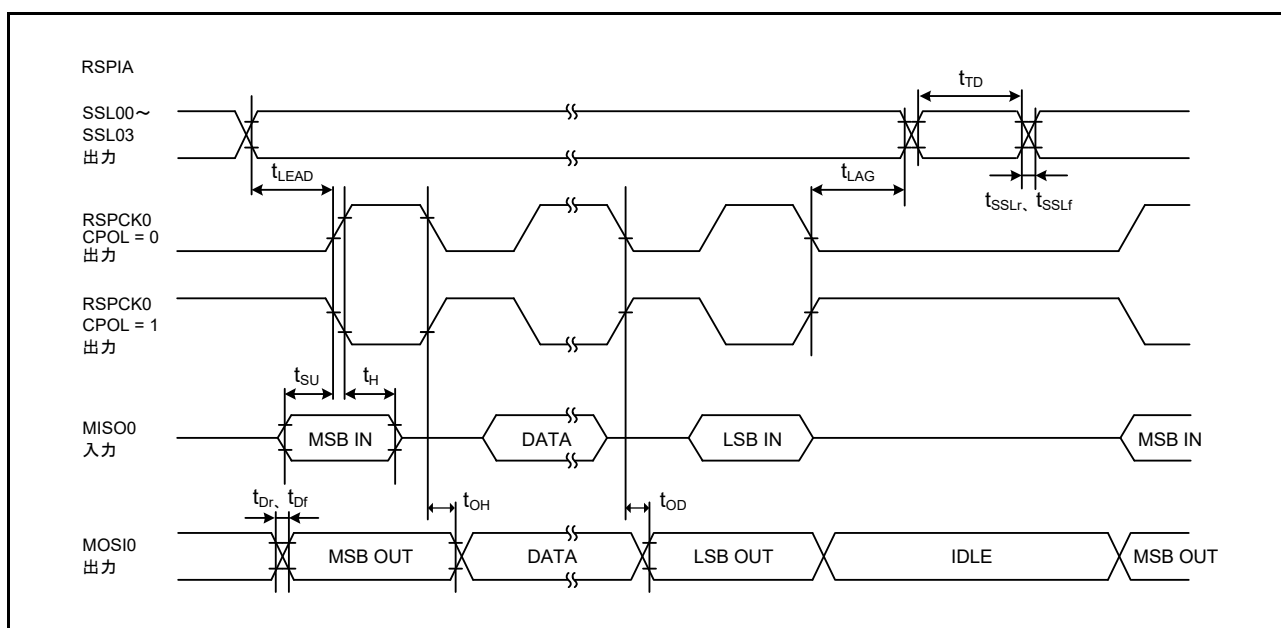 RSPIA
tTD
SSL00～
SSL03
出力
tLEAD
tLAG
tSSLr、tSSLf
RSPCK0
CPOL = 0
出力
RSPCK0
CPOL = 1
出力
tSU
tH
MISO0
入力
MSB IN
DATA
LSB IN
MSB IN
tDr、tDf
tOH
tOD
MOSI0
出力
MSB OUT
DATA
LSB OUT
IDLE
MSB OUT